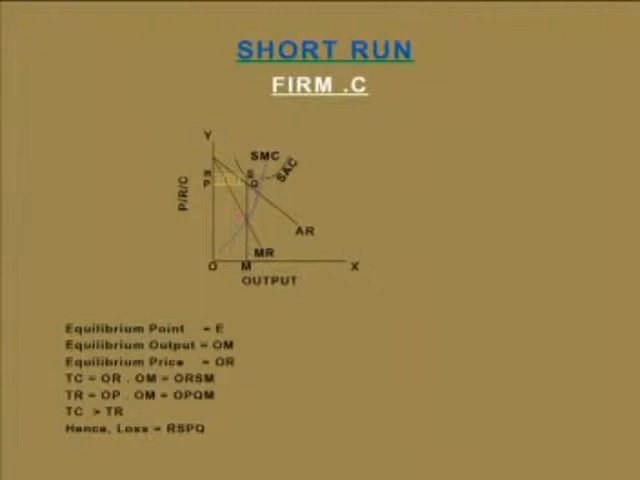 SHORT RUN
FIRM .C
Y
SMC
SAC
R
S
P
P/R/C
AR
MR
O M X
OUTPUT
Equilibrium Point = E
Equilibrium Output = OM
Equilibrium Price = OR
TC = OR . OM = ORSM
TR = OP . OM = OPQM
TC > TR
Hence, Loss = RSPQ